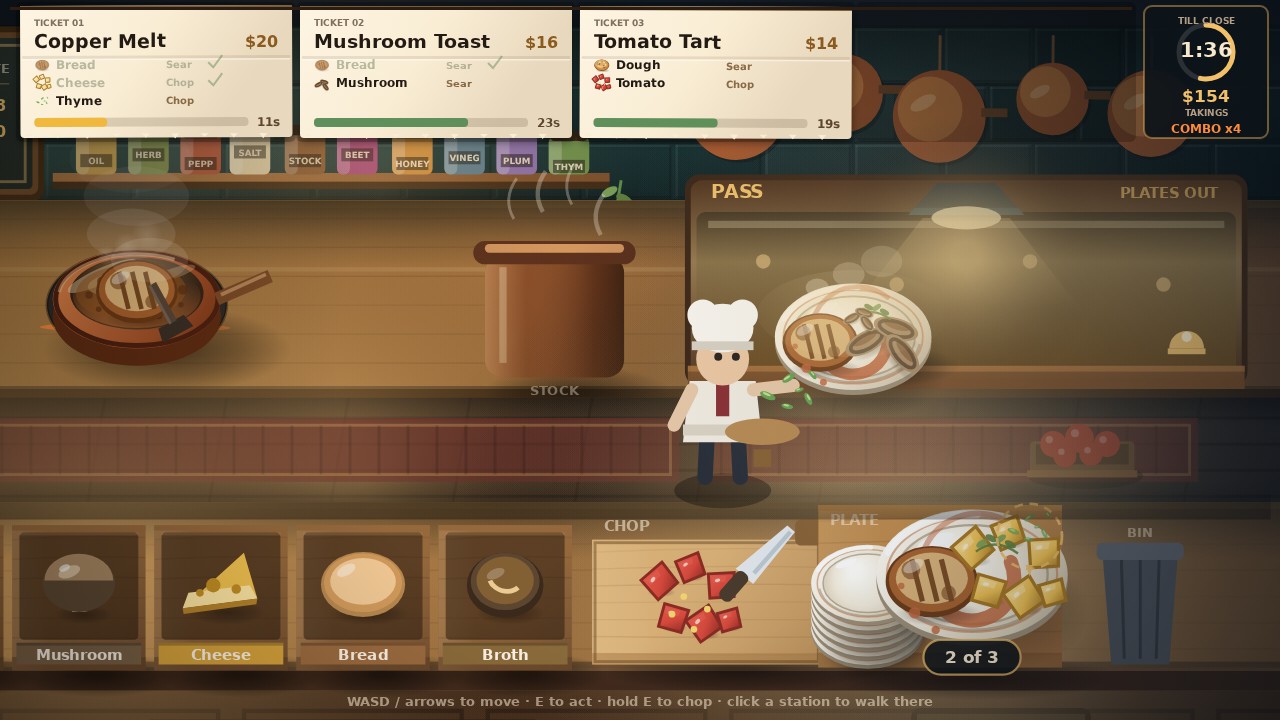 TICKET 01
Copper Melt $20
Bread Sear
Cheese Chop
Thyme Chop
11s
TICKET 02
Mushroom Toast $16
Bread Sear
Mushroom Sear
23s
TICKET 03
Tomato Tart $14
Dough Sear
Tomato Chop
19s
TILL CLOSE
1:36
$154
TAKINGS
COMBO x4
OIL
HERB
PEPP
SALT
STOCK
BEET
HONEY
VINEG
PLUM
THYM
PASS
PLATES OUT
STOCK
CHOP
PLATE
BIN
Mushroom
Cheese
Bread
Broth
2 of 3
WASD / arrows to move · E to act · hold E to chop · click a station to walk there